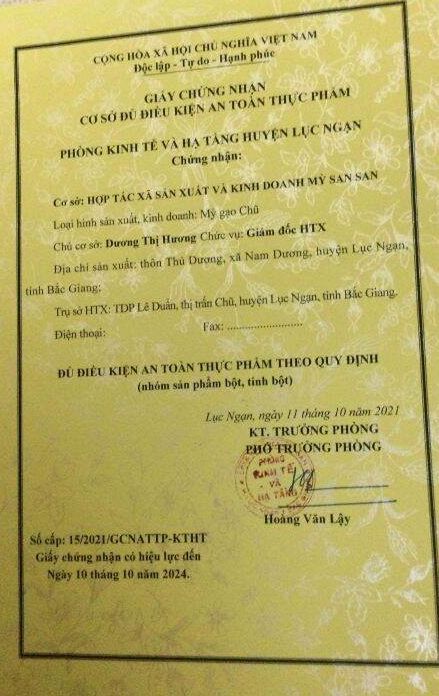 CỘNG HÒA XÃ HỘI CHỦ NGHĨA VIỆT NAM
Độc lập - Tự do - Hạnh phúc
GIẤY CHỨNG NHẬN
CƠ SỞ ĐỦ ĐIỀU KIỆN AN TOÀN THỰC PHẨM
PHÒNG KINH TẾ VÀ HẠ TẦNG HUYỆN LỤC NGẠN
Chứng nhận:
Cơ sở: HỢP TÁC XÃ SẢN XUẤT VÀ KINH DOANH MỲ SAN SAN
Loại hình sản xuất, kinh doanh: Mỳ gạo Chũ
Chủ cơ sở: Dương Thị Hương Chức vụ: Giám đốc HTX
Địa chỉ sản xuất: thôn Thủ Dương, xã Nam Dương, huyện Lục Ngạn,
tỉnh Bắc Giang;
Trụ sở HTX: TDP Lê Duẩn, thị trấn Chũ, huyện Lục Ngạn, tỉnh Bắc Giang.
Điện thoại: Fax: ..........................
ĐỦ ĐIỀU KIỆN AN TOÀN THỰC PHẨM THEO QUY ĐỊNH
(nhóm sản phẩm bột, tinh bột)
Lục Ngạn, ngày 11 tháng 10 năm 2021
KT. TRƯỞNG PHÒNG
PHÓ TRƯỞNG PHÒNG
PHÒNG
KINH TẾ
VÀ
HẠ TẦNG
Hoàng Văn Lậy
Số cấp: 15/2021/GCNATTP-KTHT
Giấy chứng nhận có hiệu lực đến
Ngày 10 tháng 10 năm 2024.